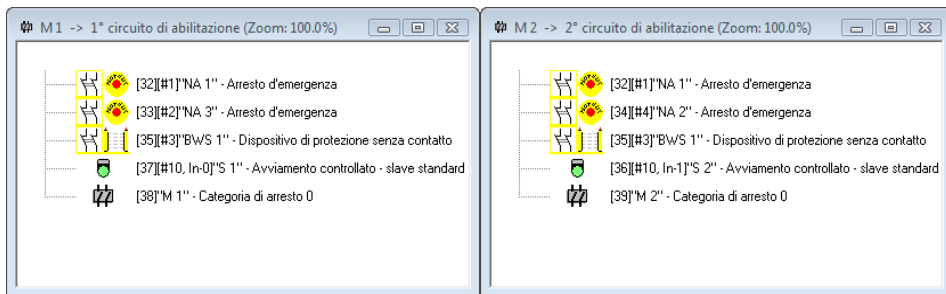 M 1 -> 1° circuito di abilitazione (Zoom: 100.0%)
[32][#1]"NA 1" - Arresto d'emergenza
[33][#2]"NA 3" - Arresto d'emergenza
[35][#3]"BWS 1" - Dispositivo di protezione senza contatto
[37][#10, In-0]"S 1" - Avviamento controllato - slave standard
[38]"M 1" - Categoria di arresto 0
M 2 -> 2° circuito di abilitazione (Zoom: 100.0%)
[32][#1]"NA 1" - Arresto d'emergenza
[34][#4]"NA 2" - Arresto d'emergenza
[35][#3]"BWS 1" - Dispositivo di protezione senza contatto
[36][#10, In-1]"S 2" - Avviamento controllato - slave standard
[39]"M 2" - Categoria di arresto 0